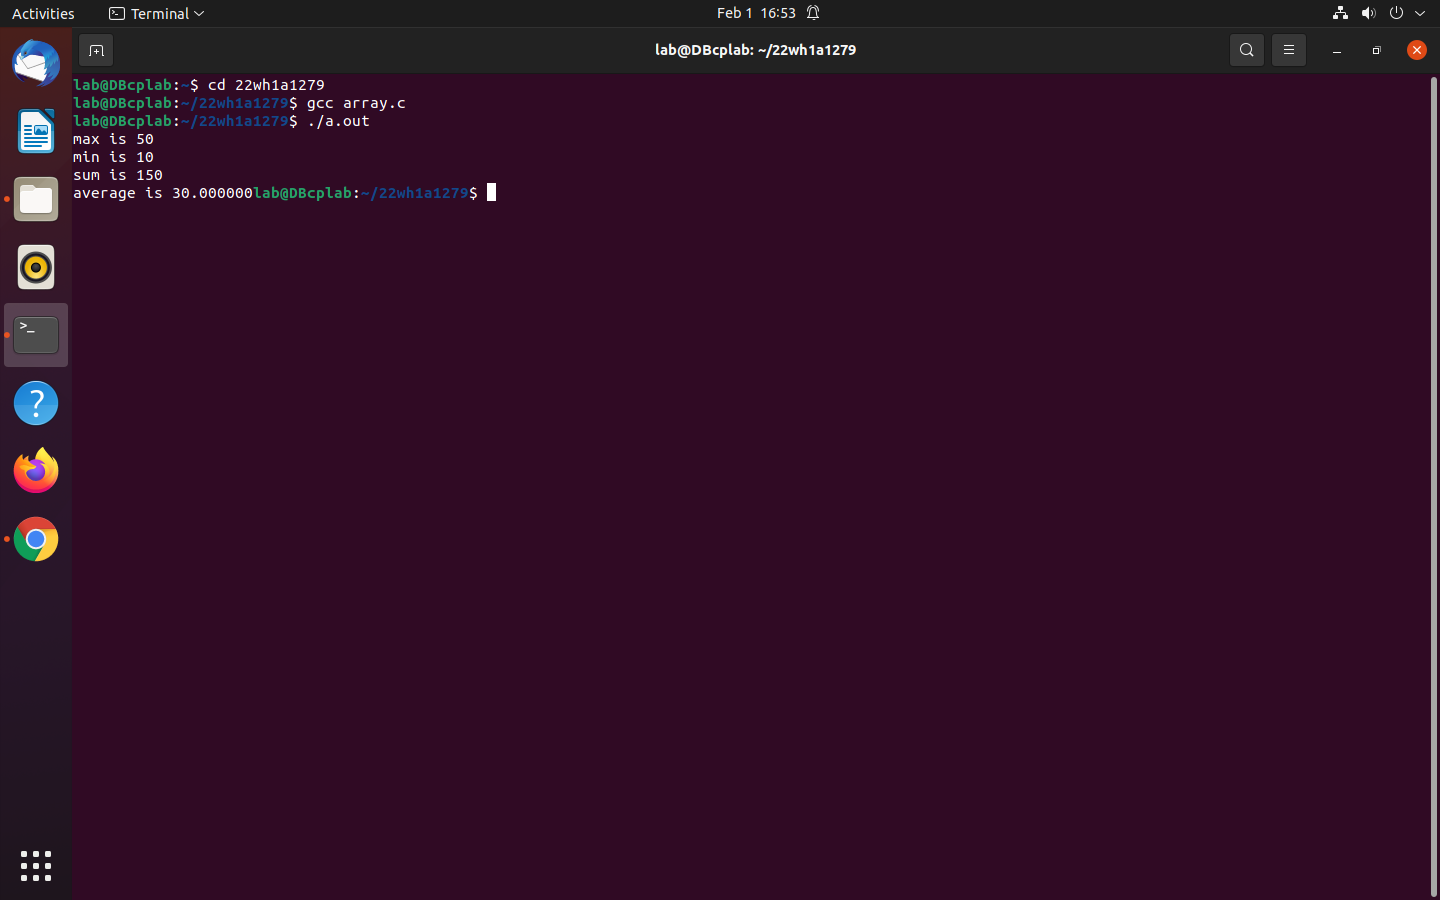 Activities Terminal Feb 1 16:53
lab@DBcplab: ~/22wh1a1279
lab@DBcplab:~$ cd 22wh1a1279
lab@DBcplab:~/22wh1a1279$ gcc array.c
lab@DBcplab:~/22wh1a1279$ ./a.out
max is 50
min is 10
sum is 150
average is 30.000000lab@DBcplab:~/22wh1a1279$